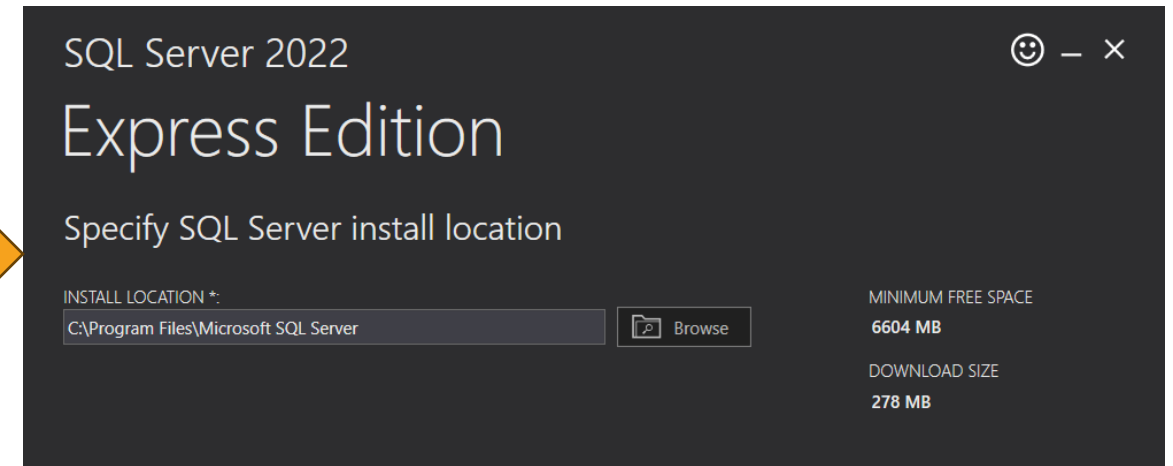 SQL Server 2022
Express Edition
Specify SQL Server install location
INSTALL LOCATION *:
C:\Program Files\Microsoft SQL Server
Browse
MINIMUM FREE SPACE
6604 MB
DOWNLOAD SIZE
278 MB